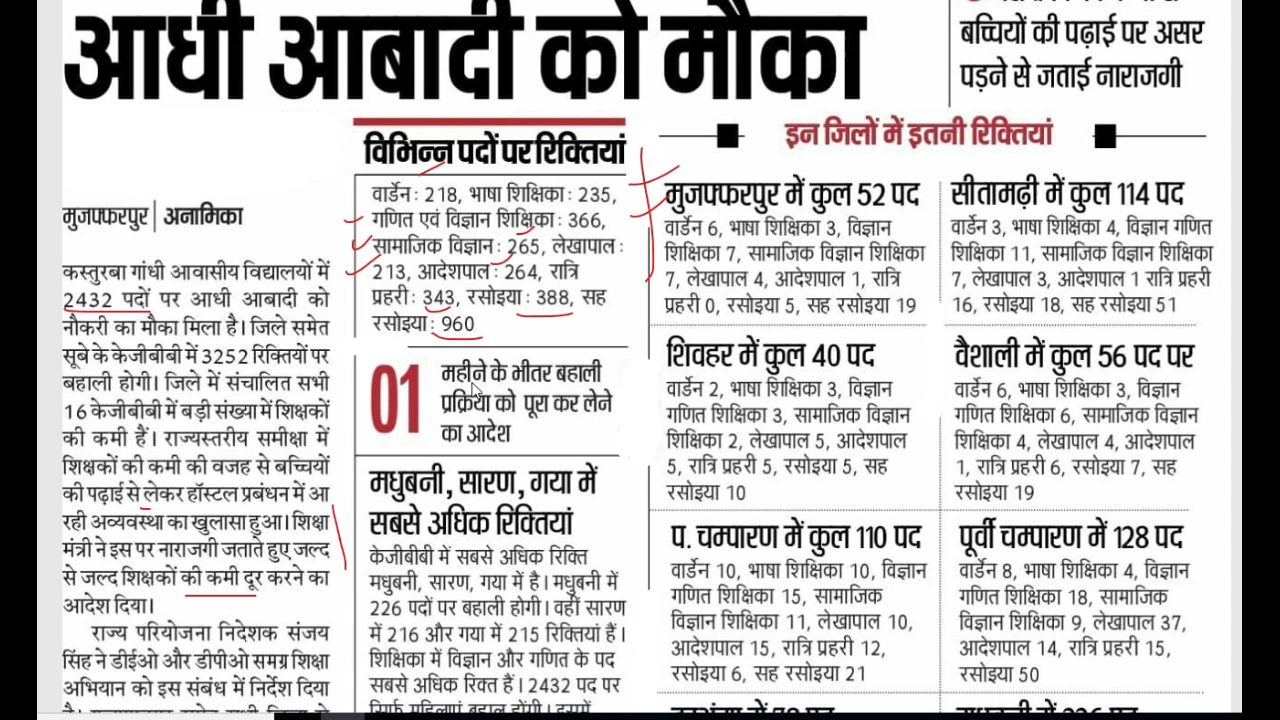 आधी आबादी को मौका
बच्चियों की पढ़ाई पर असर
पड़ने से जताई नाराजगी
मुजफ्फरपुर | अनामिका
कस्तुरबा गांधी आवासीय विद्यालयों में
2432 पदों पर आधी आबादी को
नौकरी का मौका मिला है। जिले समेत
सूबे के केजीबीबी में 3252 रिक्तियों पर
बहाली होगी। जिले में संचालित सभी
16 केजीबीबी में बड़ी संख्या में शिक्षकों
की कमी हैं। राज्यस्तरीय समीक्षा में
शिक्षकों की कमी की वजह से बच्चियों
की पढ़ाई से लेकर हॉस्टल प्रबंधन में आ
रही अव्यवस्था का खुलासा हुआ। शिक्षा
मंत्री ने इस पर नाराजगी जताते हुए जल्द
से जल्द शिक्षकों की कमी दूर करने का
आदेश दिया।
राज्य परियोजना निदेशक संजय
सिंह ने डीईओ और डीपीओ समग्र शिक्षा
अभियान को इस संबंध में निर्देश दिया
विभिन्न पदों पर रिक्तियां
वार्डेन : 218, भाषा शिक्षिका : 235,
गणित एवं विज्ञान शिक्षिका : 366,
सामाजिक विज्ञान : 265, लेखापाल :
213, आदेशपाल : 264, रात्रि
प्रहरी : 343, रसोइया : 388, सह
रसोइया : 960
01
महीने के भीतर बहाली
प्रक्रिया को पूरा कर लेने
का आदेश
मधुबनी, सारण, गया में
सबसे अधिक रिक्तियां
केजीबीबी में सबसे अधिक रिक्ति
मधुबनी, सारण, गया में है। मधुबनी में
226 पदों पर बहाली होगी। वहीं सारण
में 216 और गया में 215 रिक्तियां हैं।
शिक्षिका में विज्ञान और गणित के पद
सबसे अधिक रिक्त हैं। 2432 पद पर
सिर्फ महिलाएं बहाल होंगी। इसमें
इन जिलों में इतनी रिक्तियां
मुजफ्फरपुर में कुल 52 पद
वार्डेन 6, भाषा शिक्षिका 3, विज्ञान
शिक्षिका 7, सामाजिक विज्ञान शिक्षिका
7, लेखापाल 4, आदेशपाल 1, रात्रि
प्रहरी 0, रसोइया 5, सह रसोइया 19
शिवहर में कुल 40 पद
वार्डेन 2, भाषा शिक्षिका 3, विज्ञान
गणित शिक्षिका 3, सामाजिक विज्ञान
शिक्षिका 2, लेखापाल 5, आदेशपाल
5, रात्रि प्रहरी 5, रसोइया 5, सह
रसोइया 10
प. चम्पारण में कुल 110 पद
वार्डेन 10, भाषा शिक्षिका 10, विज्ञान
गणित शिक्षिका 15, सामाजिक
विज्ञान शिक्षिका 11, लेखापाल 10,
आदेशपाल 15, रात्रि प्रहरी 12,
रसोइया 6, सह रसोइया 21
सीतामढ़ी में कुल 114 पद
वार्डेन 3, भाषा शिक्षिका 4, विज्ञान गणित
शिक्षिका 11, सामाजिक विज्ञान शिक्षिका
7, लेखापाल 3, आदेशपाल 1 रात्रि प्रहरी
16, रसोइया 18, सह रसोइया 51
वैशाली में कुल 56 पद पर
वार्डेन 6, भाषा शिक्षिका 3, विज्ञान
गणित शिक्षिका 6, सामाजिक विज्ञान
शिक्षिका 4, लेखापाल 4, आदेशपाल
1, रात्रि प्रहरी 6, रसोइया 7, सह
रसोइया 19
पूर्वी चम्पारण में 128 पद
वार्डेन 8, भाषा शिक्षिका 4, विज्ञान
गणित शिक्षिका 18, सामाजिक
विज्ञान शिक्षिका 9, लेखापाल 37,
आदेशपाल 14, रात्रि प्रहरी 15,
रसोइया 50